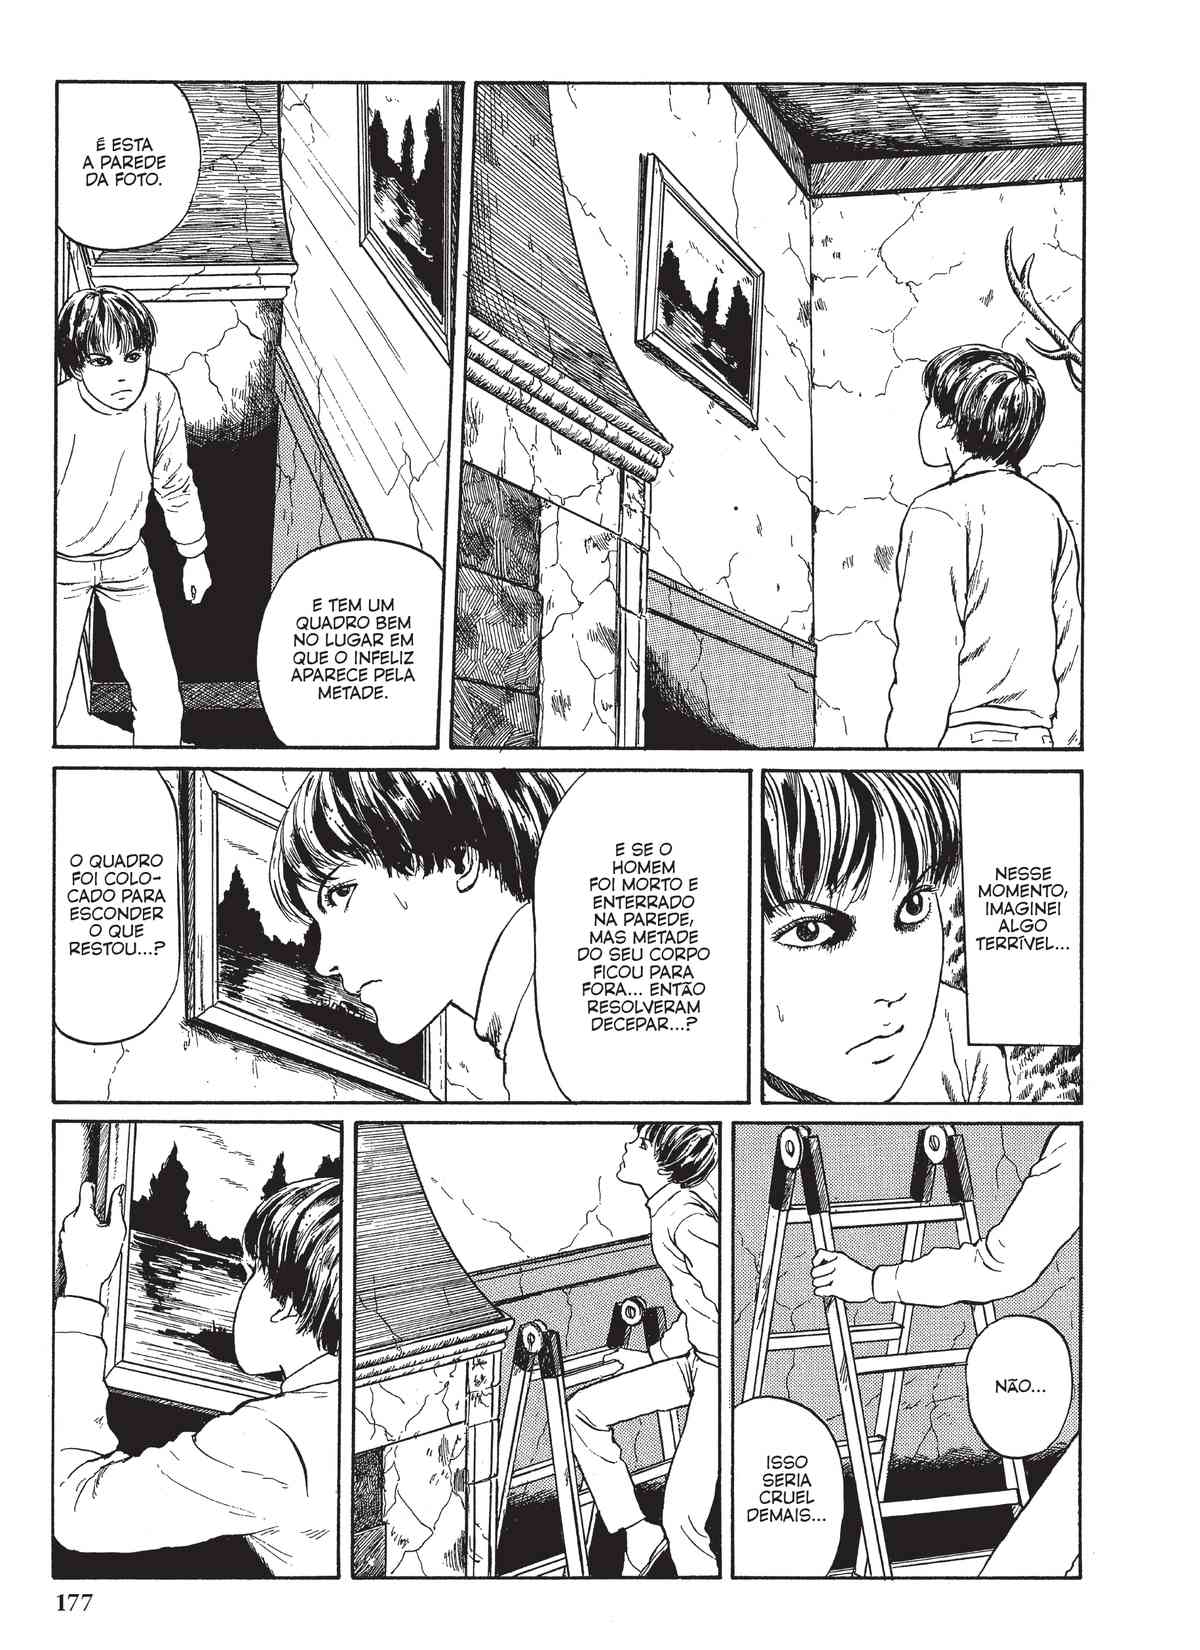 É ESTA
A PAREDE
DA FOTO.
E TEM UM
QUADRO BEM
NO LUGAR EM
QUE O INFELIZ
APARECE PELA
METADE.
NESSE
MOMENTO,
IMAGINEI
ALGO
TERRÍVEL...
E SE O
HOMEM
FOI MORTO E
ENTERRADO
NA PAREDE,
MAS METADE
DO SEU CORPO
FICOU PARA
FORA... ENTÃO
RESOLVERAM
DECEPAR...?
O QUADRO
FOI COLO-
CADO PARA
ESCONDER
O QUE
RESTOU...?
NÃO...
ISSO
SERIA
CRUEL
DEMAIS...
177